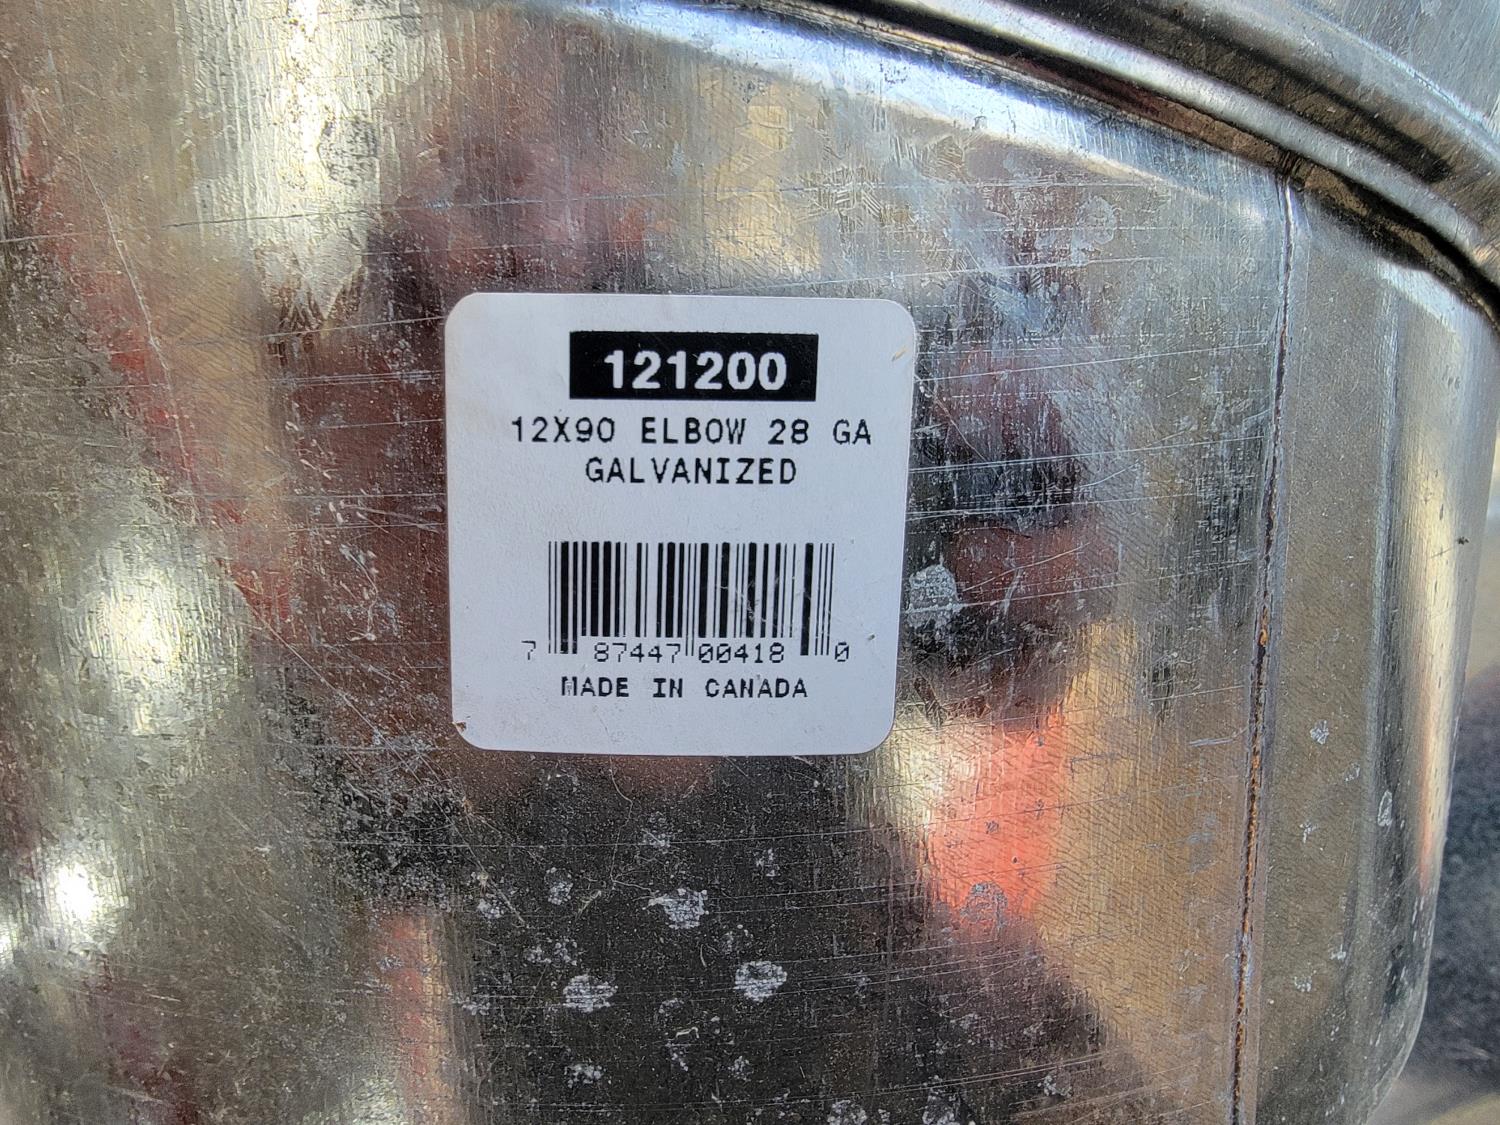 121200
12X90 ELBOW 28 GA
GALVANIZED
7 87447 00418 0
MADE IN CANADA